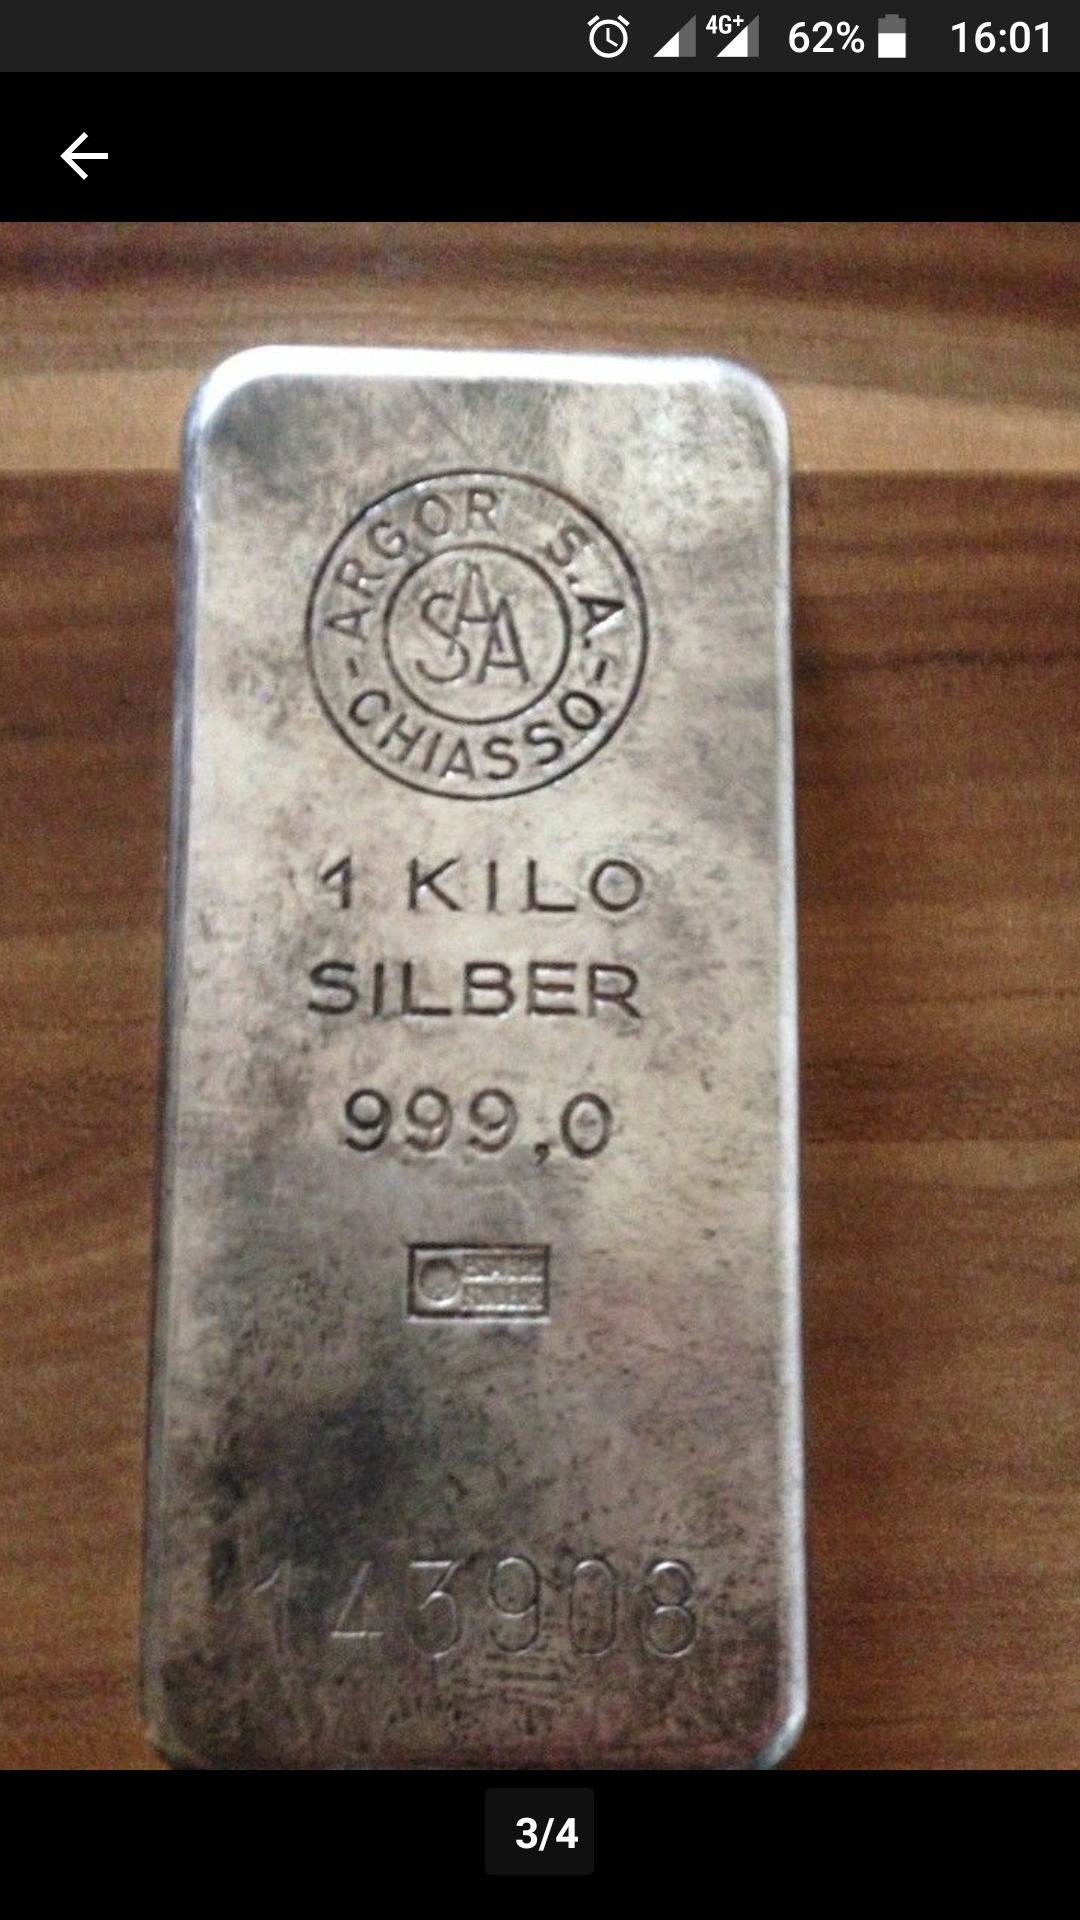 4G+ 62% 16:01
ARGOR S.A.
SAA
-CHIASSO-
1 KILO
SILBER
999,0
143908
3/4